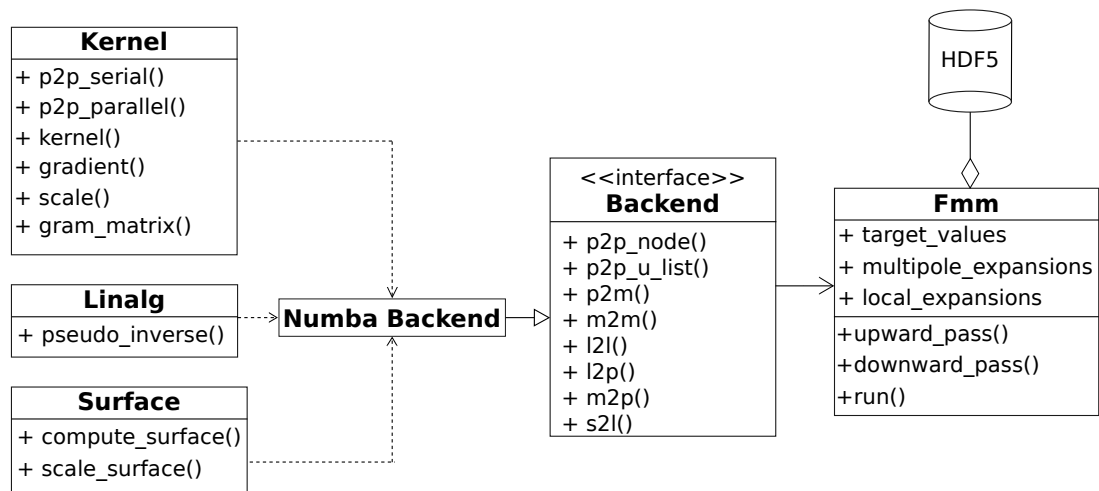 Kernel
+ p2p_serial()
+ p2p_parallel()
+ kernel()
+ gradient()
+ scale()
+ gram_matrix()
Linalg
+ pseudo_inverse()
Surface
+ compute_surface()
+ scale_surface()
Numba Backend
<<interface>>
Backend
+ p2p_node()
+ p2p_u_list()
+ p2m()
+ m2m()
+ l2l()
+ l2p()
+ m2p()
+ s2l()
HDF5
Fmm
+ target_values
+ multipole_expansions
+ local_expansions
+upward_pass()
+downward_pass()
+run()